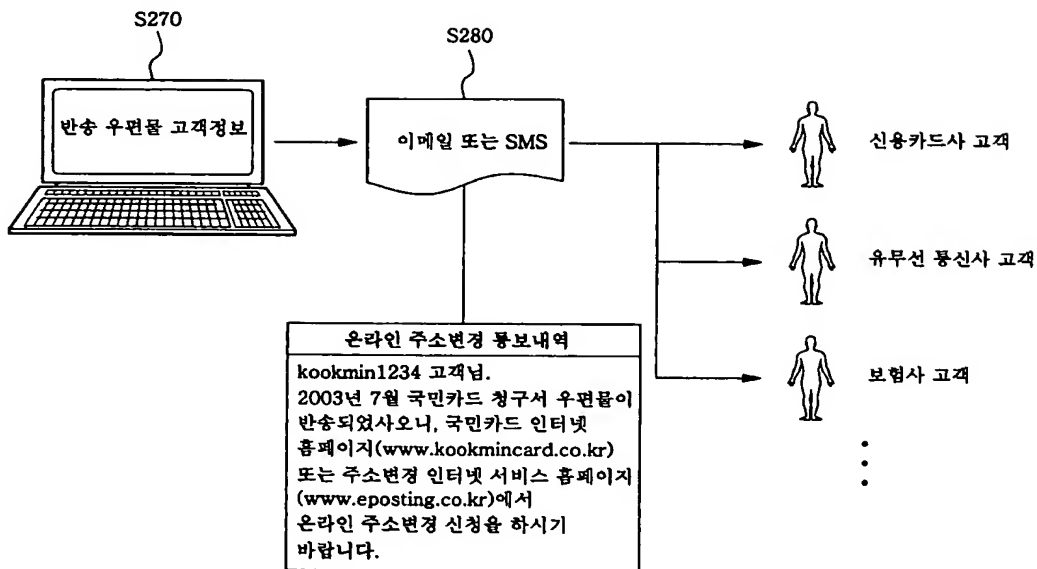 S270
S280
반송 우편물 고객정보
이메일 또는 SMS
신용카드사 고객
유무선 통신사 고객
보험사 고객
온라인 주소변경 통보내역
kookmin1234 고객님.
2003년 7월 국민카드 청구서 우편물이
반송되었사오니, 국민카드 인터넷
홈페이지(www.kookmincard.co.kr)
또는 주소변경 인터넷 서비스 홈페이지
(www.eposting.co.kr)에서
온라인 주소변경 신청을 하시기
바랍니다.